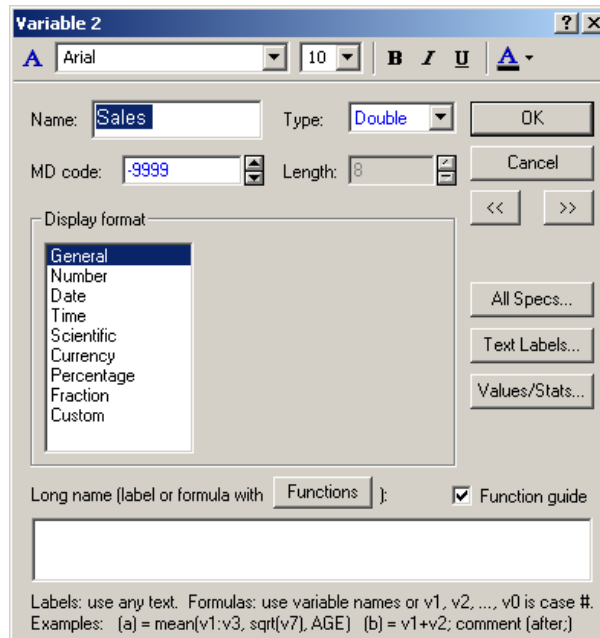 Variable 2
A Arial 10 B I U A
Name: Sales Type: Double OK
MD code: -9999 Length: 8 Cancel
<< >>
Display format
General
Number
Date
Time
Scientific
Currency
Percentage
Fraction
Custom
All Specs...
Text Labels...
Values/Stats...
Long name (label or formula with Functions ): Function guide
Labels: use any text. Formulas: use variable names or v1, v2, ..., v0 is case #.
Examples: (a) = mean(v1:v3, sqrt(v7), AGE) (b) = v1+v2; comment (after;)